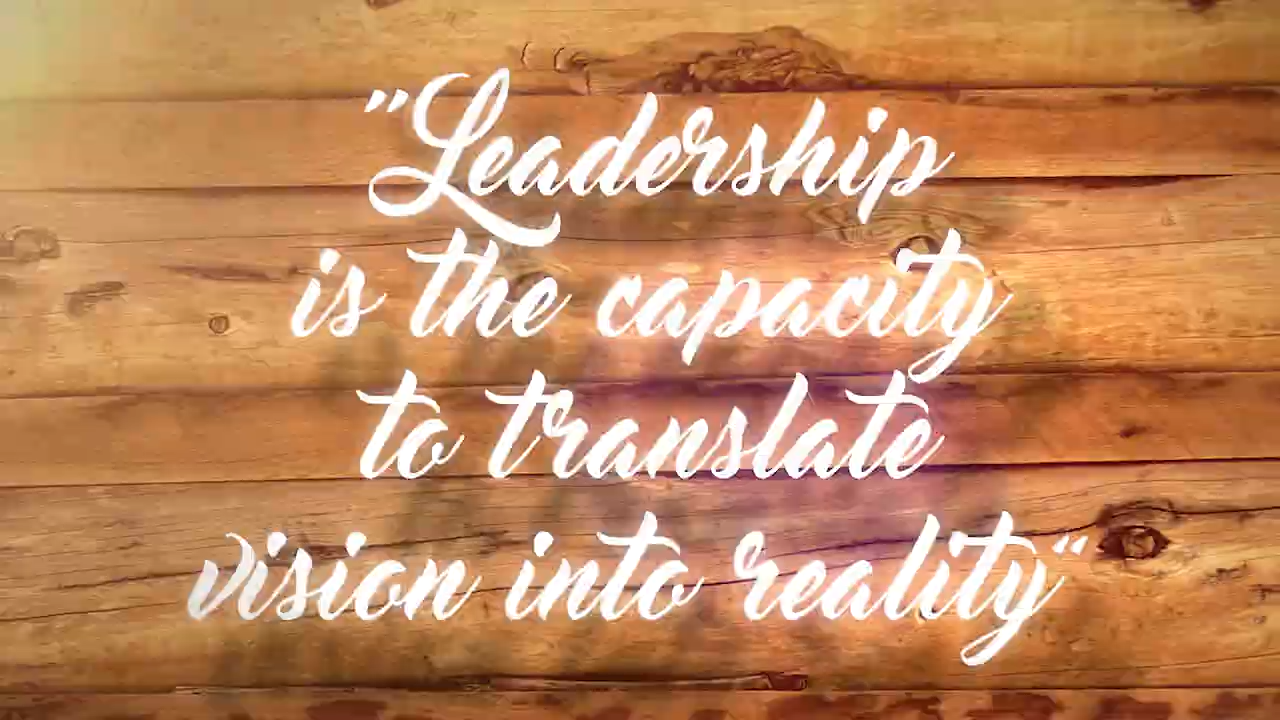 "Leadership
is the capacity
to translate
vision into reality“